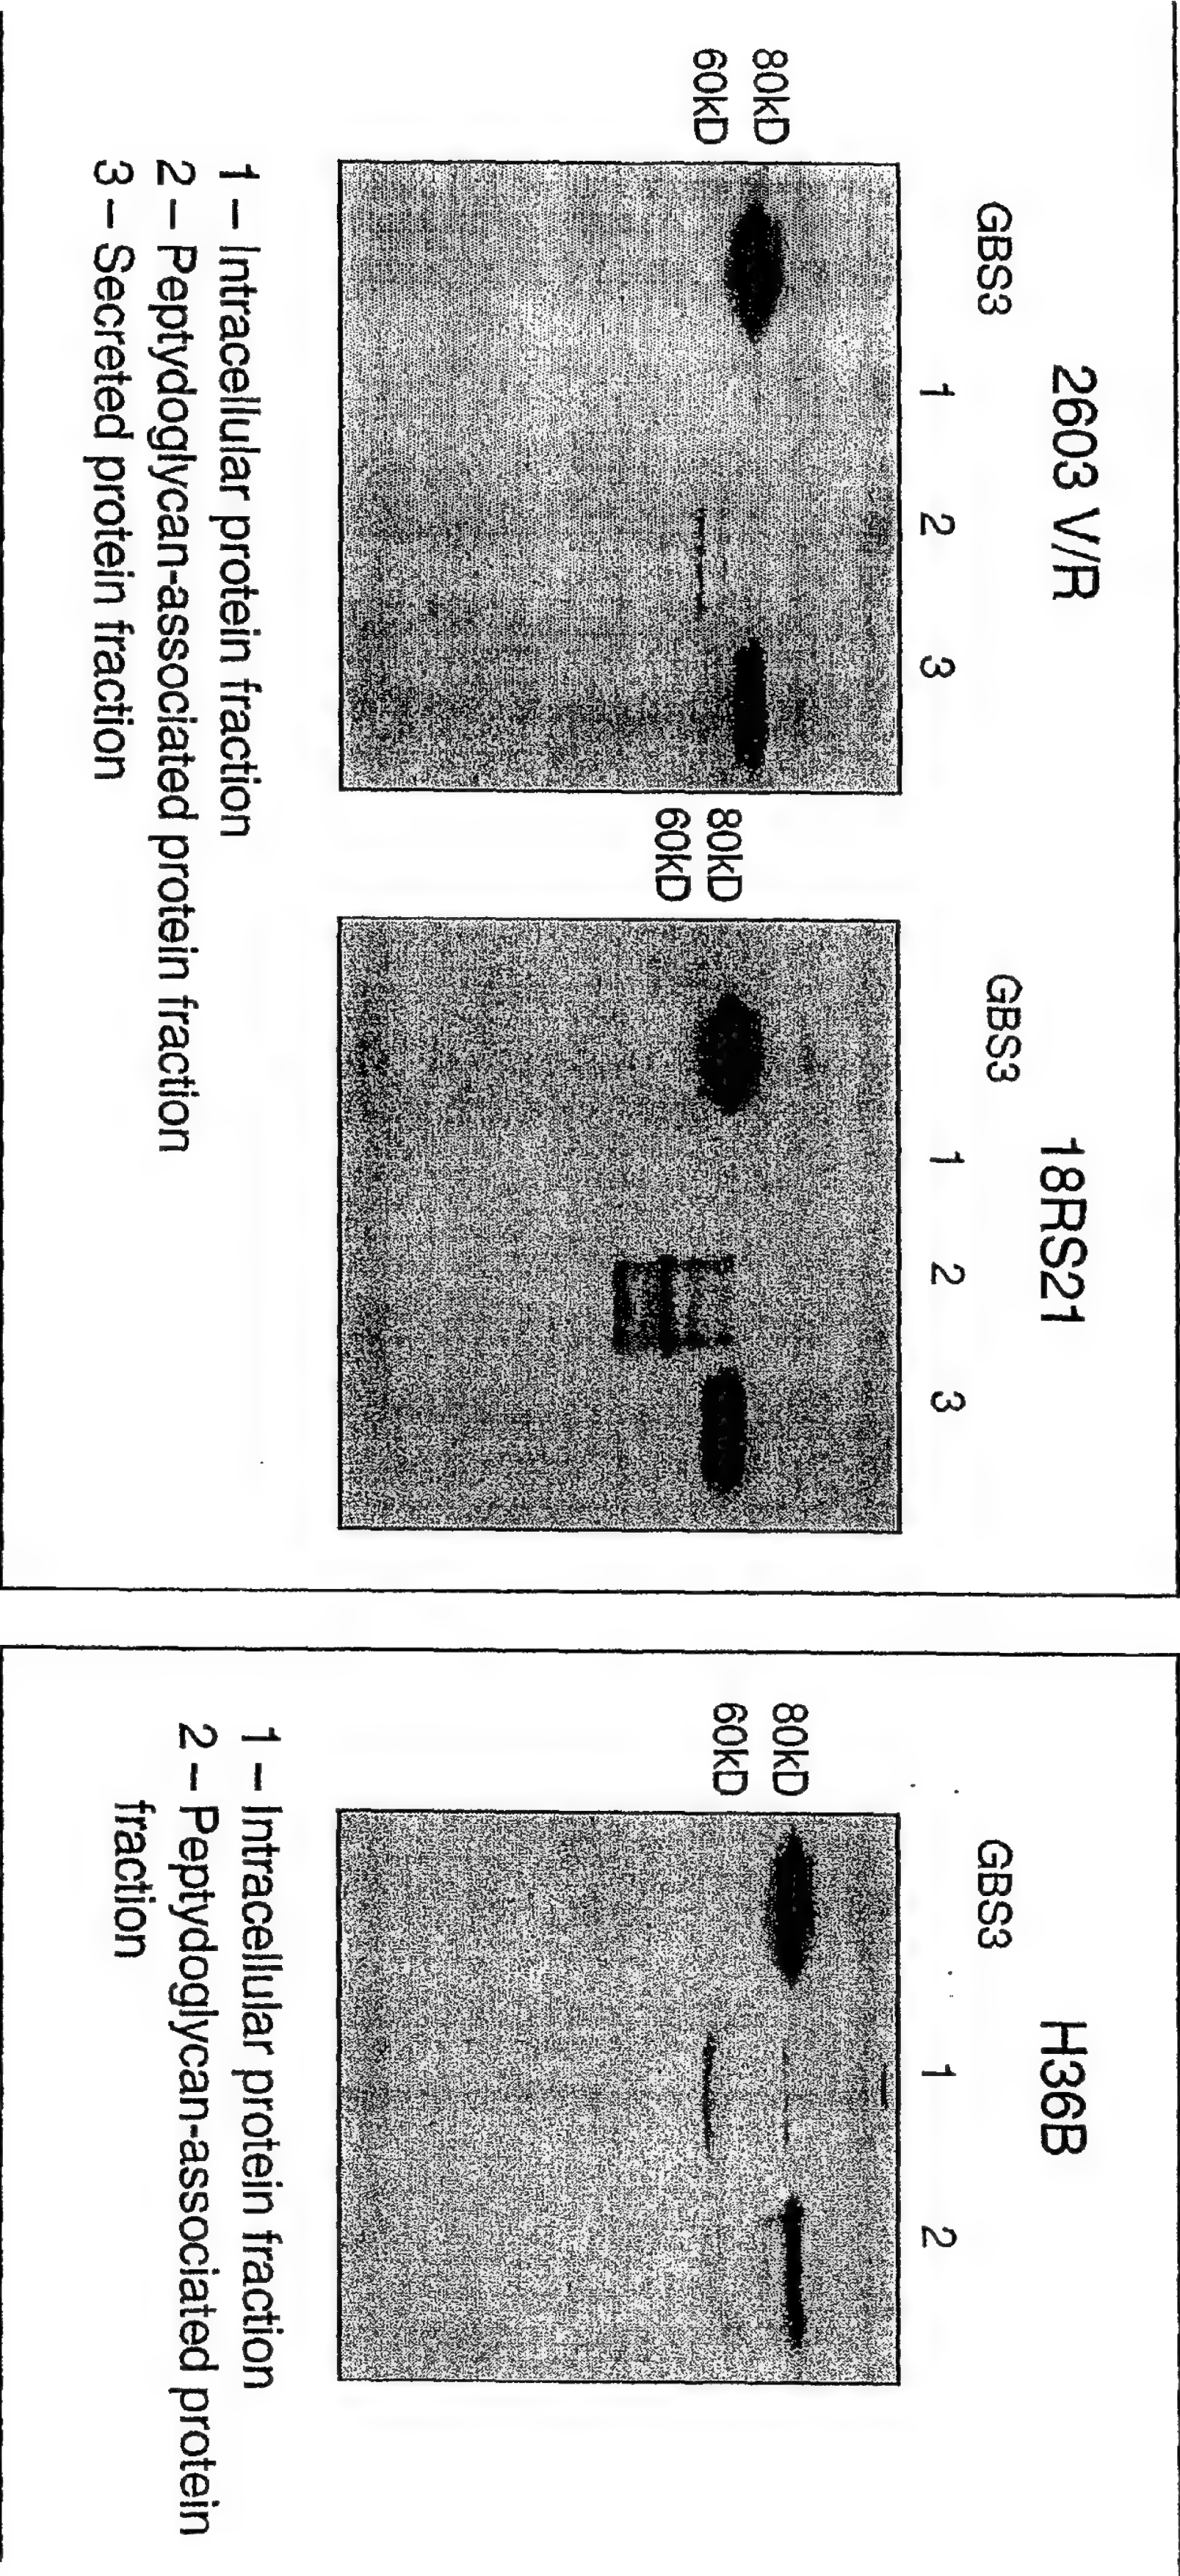 2603 V/R
GBS3 1 2 3
80kD
60kD
18RS21
GBS3 1 2 3
80kD
60kD
1 – Intracellular protein fraction
2 – Peptydoglycan-associated protein fraction
3 – Secreted protein fraction
H36B
GBS3 1 2
80kD
60kD
1 – Intracellular protein fraction
2 – Peptydoglycan-associated protein
fraction